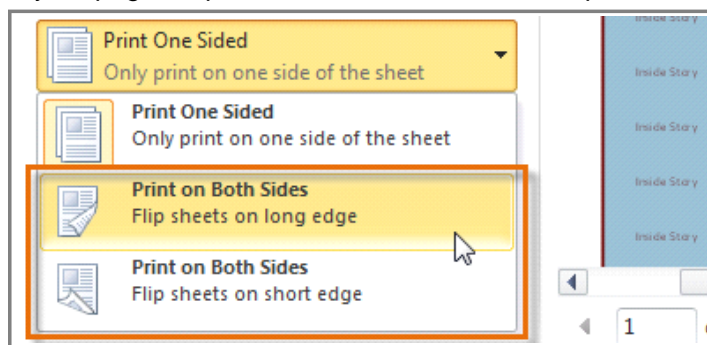 Print One Sided
Only print on one side of the sheet
Print One Sided
Only print on one side of the sheet
Print on Both Sides
Flip sheets on long edge
Print on Both Sides
Flip sheets on short edge
Inside Story
Inside Story
Inside Story
Inside Story
Inside Story
1